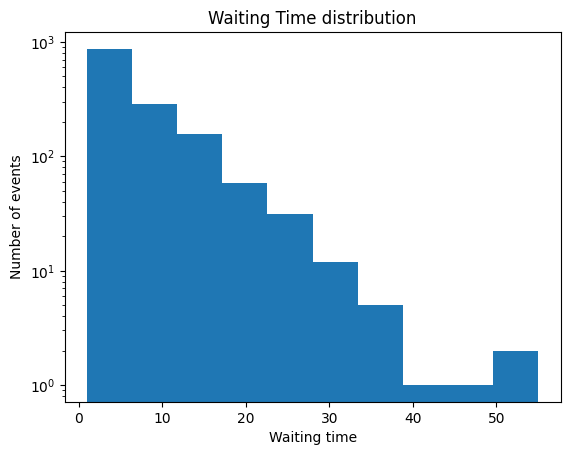 Waiting Time distribution
Number of events
10³
10²
10¹
10⁰
0 10 20 30 40 50
Waiting time